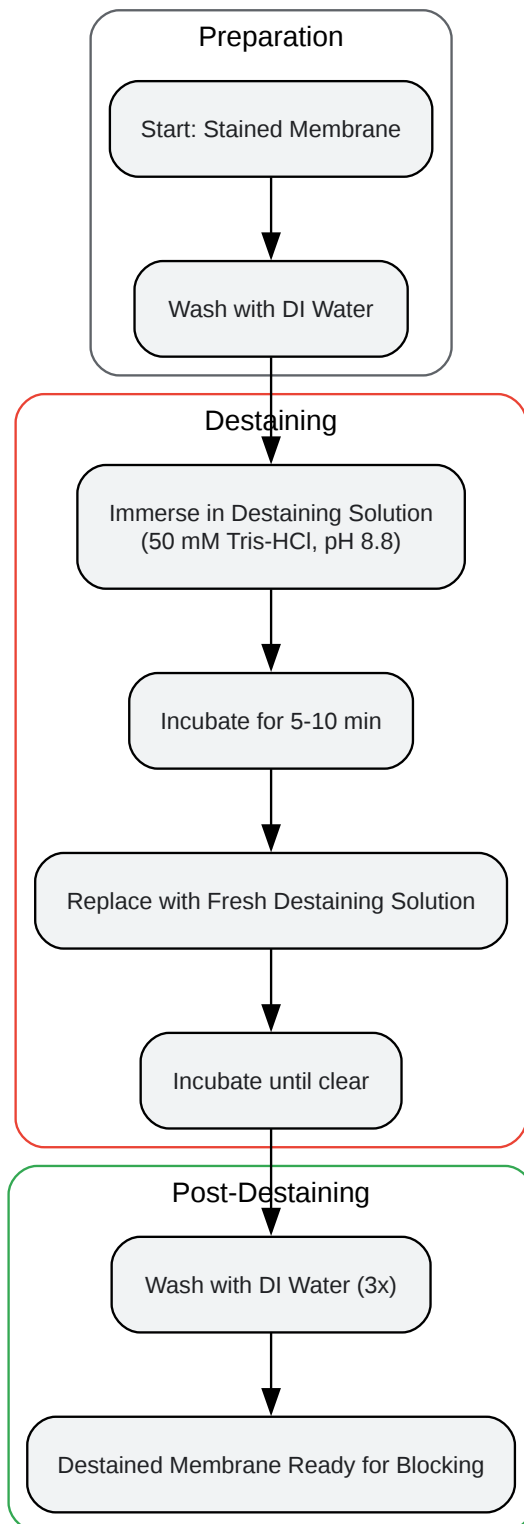 Preparation
Start: Stained Membrane
Wash with DI Water
Destaining
Immerse in Destaining Solution
(50 mM Tris-HCl, pH 8.8)
Incubate for 5-10 min
Replace with Fresh Destaining Solution
Incubate until clear
Post-Destaining
Wash with DI Water (3x)
Destained Membrane Ready for Blocking